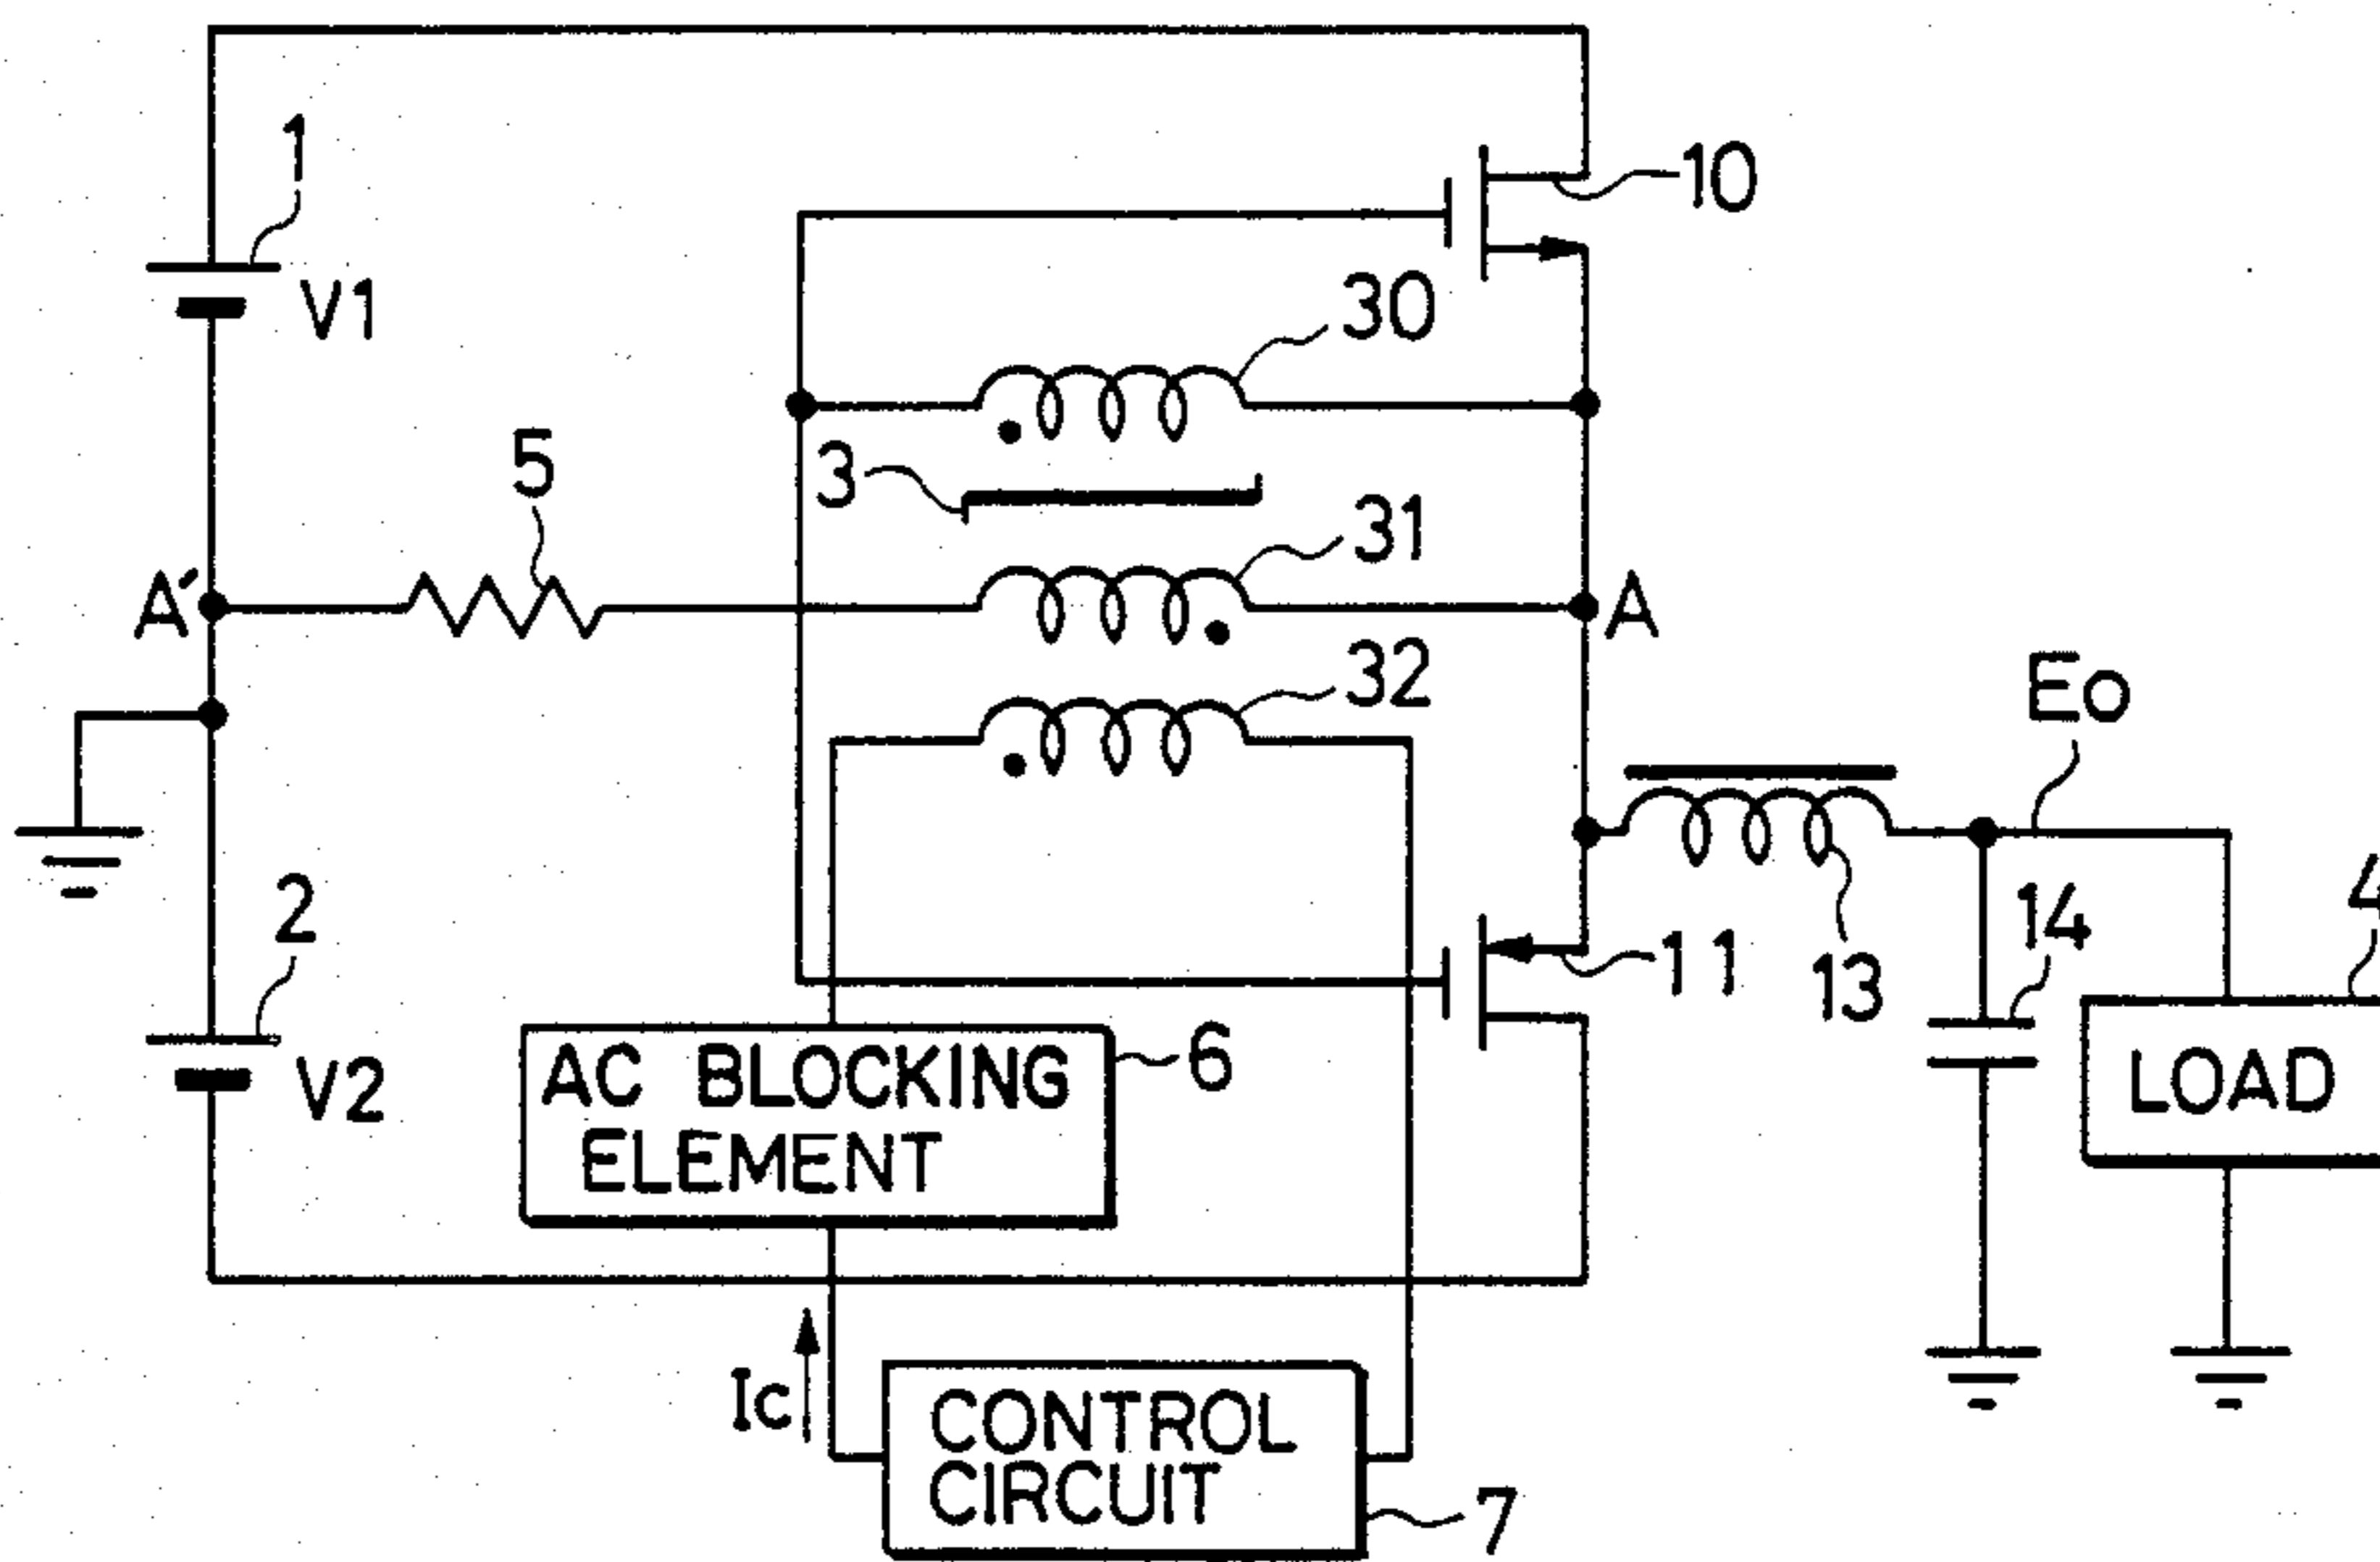 1
10
V1
30
5
3
31
A'
A
32
Eo
2
4
14
11
13
V2
AC BLOCKING
ELEMENT
6
LOAD
Ic
CONTROL
CIRCUIT
7